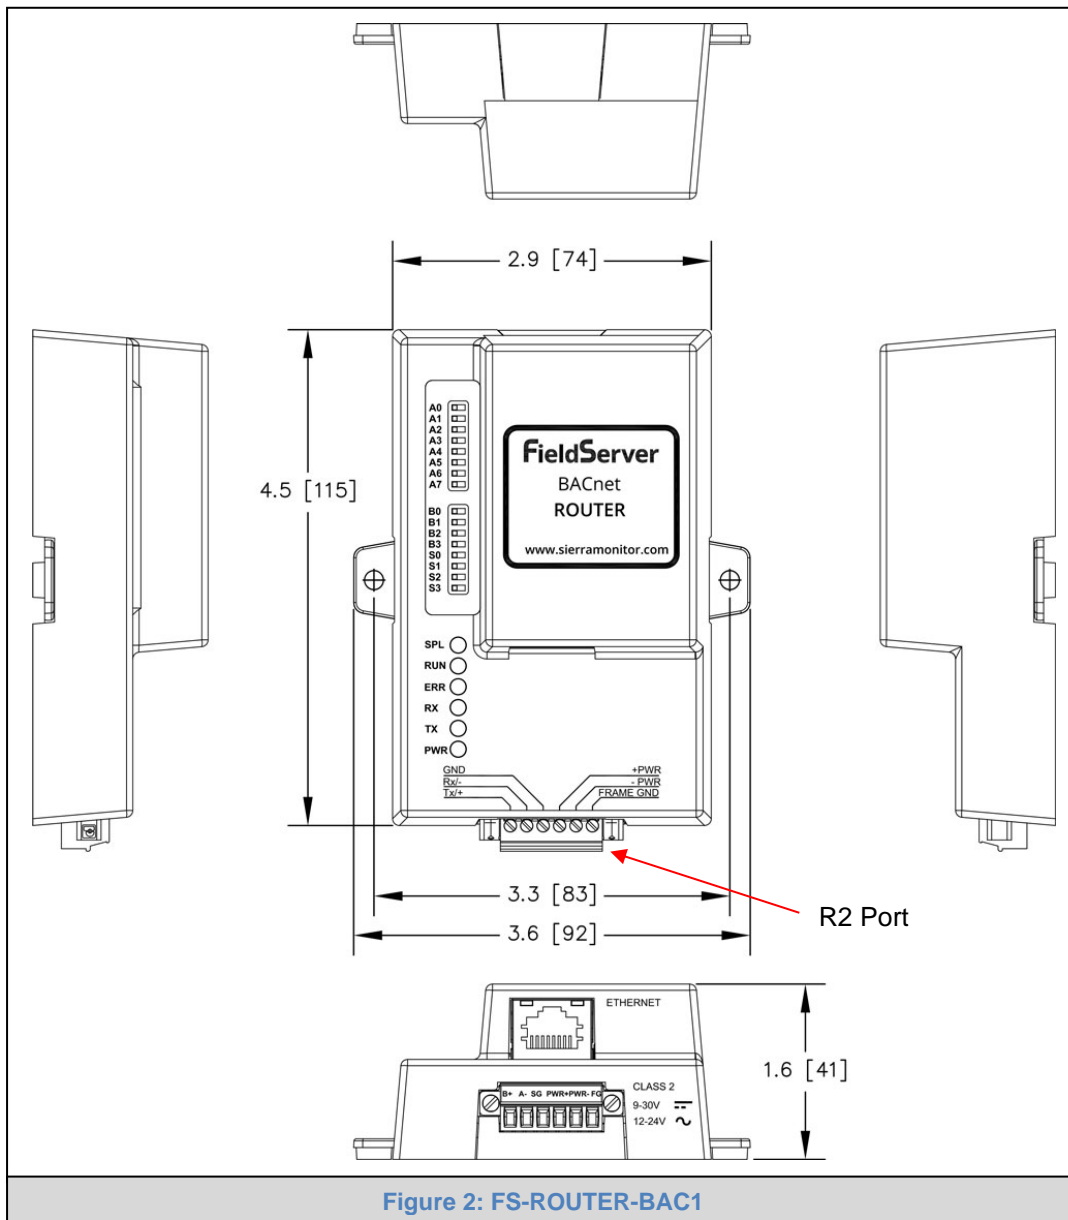 2.9 [74]
4.5 [115]
A0
A1
A2
A3
A4
A5
A6
A7
B0
B1
B2
B3
S0
S1
S2
S3
FieldServer
BACnet
ROUTER
www.sierramonitor.com
SPL
RUN
ERR
RX
TX
PWR
GND
Rx/-
Tx/+
+PWR
- PWR
FRAME GND
3.3 [83]
R2 Port
3.6 [92]
ETHERNET
1.6 [41]
B+ A- SG PWR+PWR- FG
CLASS 2
9-30V
12-24V
Figure 2: FS-ROUTER-BAC1